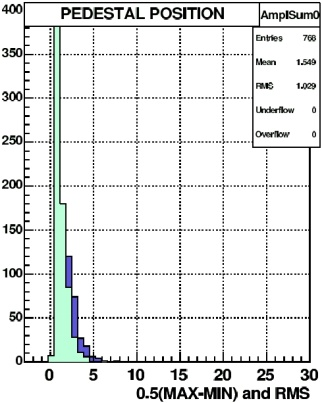 PEDESTAL POSITION
AmplSum0
Entries 768
Mean 1.549
RMS 1.029
Underflow 0
Overflow 0
400
350
300
250
200
150
100
50
0
0 5 10 15 20 25 30
0.5(MAX-MIN) and RMS